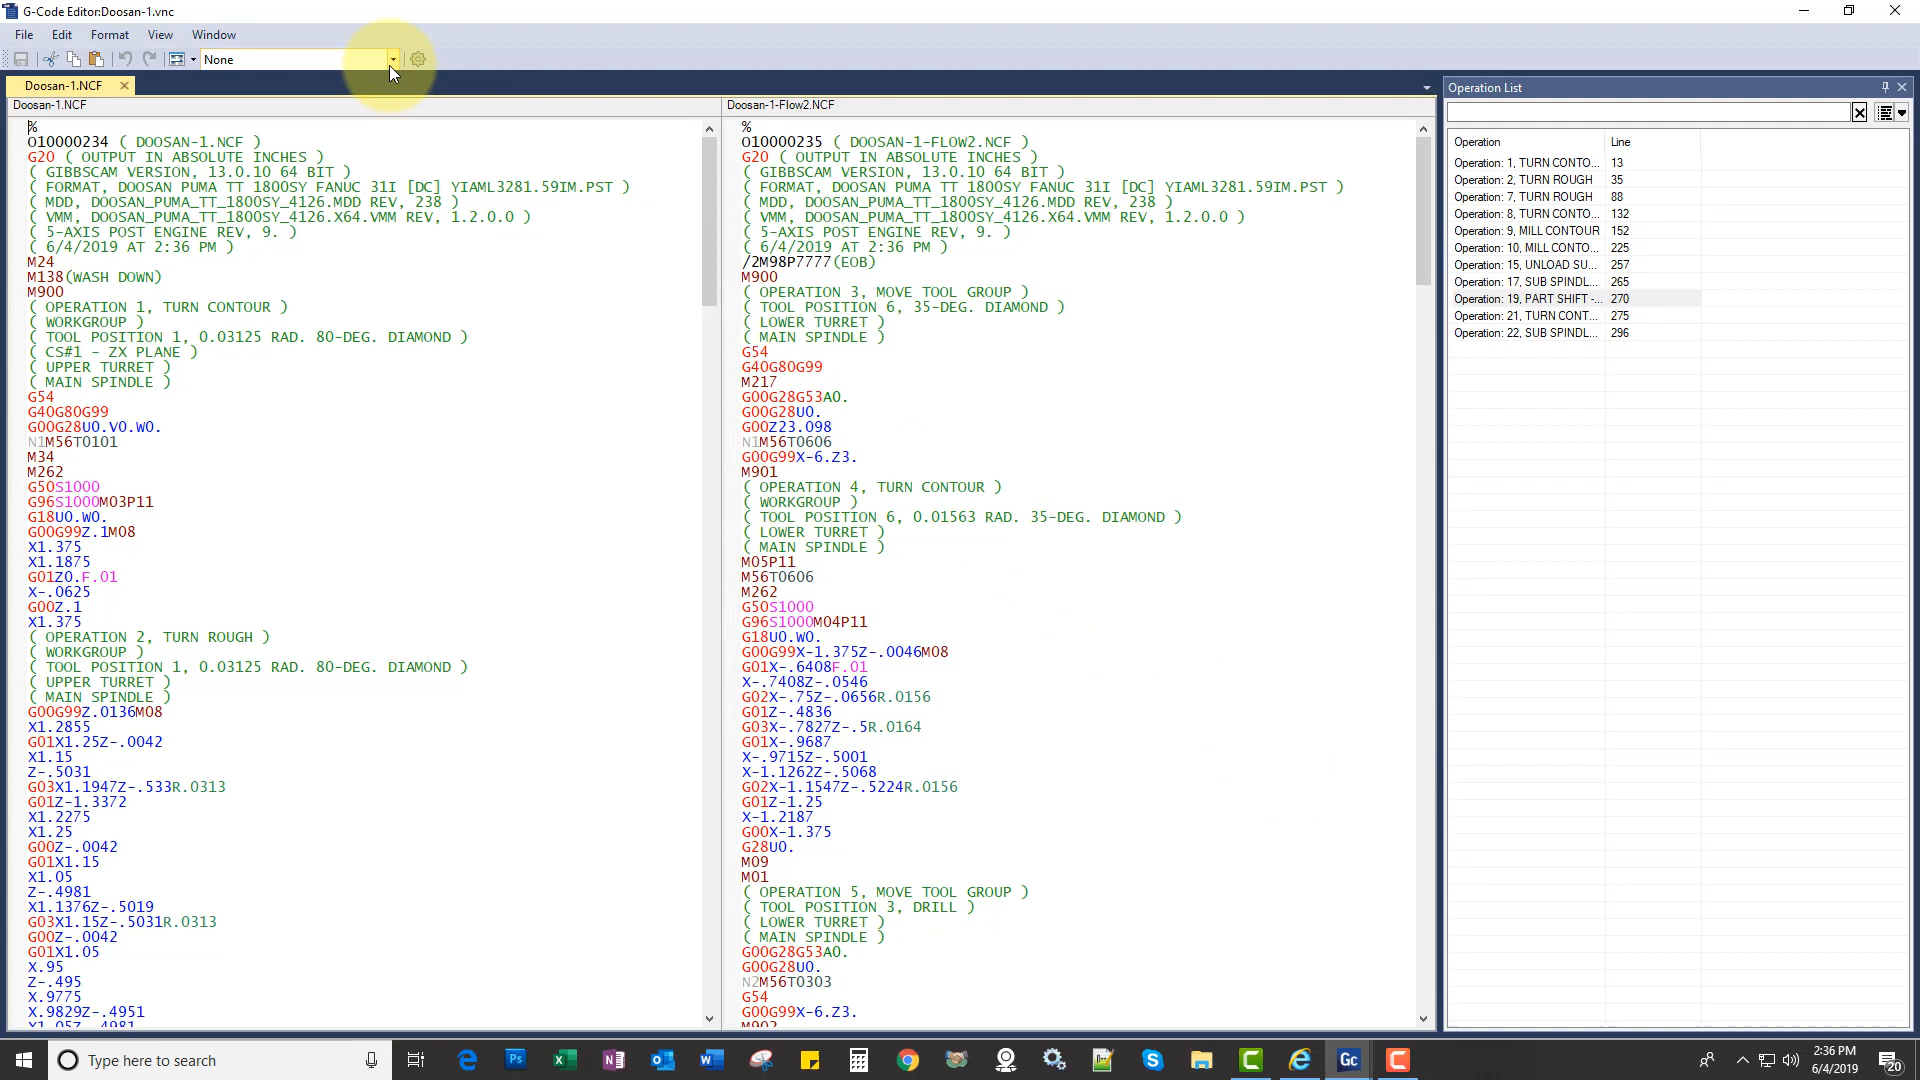 G-Code Editor:Doosan-1.vnc
File Edit Format View Window
None
Doosan-1.NCF
Doosan-1.NCF
%
O10000234 ( DOOSAN-1.NCF )
G20 ( OUTPUT IN ABSOLUTE INCHES )
( GIBBSCAM VERSION, 13.0.10 64 BIT )
( FORMAT, DOOSAN PUMA TT 1800SY FANUC 31I [DC] YIAML3281.59IM.PST )
( MDD, DOOSAN_PUMA_TT_1800SY_4126.MDD REV, 238 )
( VMM, DOOSAN_PUMA_TT_1800SY_4126.X64.VMM REV, 1.2.0.0 )
( 5-AXIS POST ENGINE REV, 9. )
( 6/4/2019 AT 2:36 PM )
M24
M138(WASH DOWN)
M900
( OPERATION 1, TURN CONTOUR )
( WORKGROUP )
( TOOL POSITION 1, 0.03125 RAD. 80-DEG. DIAMOND )
( CS#1 - ZX PLANE )
( UPPER TURRET )
( MAIN SPINDLE )
G54
G40G80G99
G00G28U0.V0.W0.
N1M56T0101
M34
M262
G50S1000
G96S1000M03P11
G18U0.W0.
G00G99Z.1M08
X1.375
X1.1875
G01Z0.F.01
X-.0625
G00Z.1
X1.375
( OPERATION 2, TURN ROUGH )
( WORKGROUP )
( TOOL POSITION 1, 0.03125 RAD. 80-DEG. DIAMOND )
( UPPER TURRET )
( MAIN SPINDLE )
G00G99Z.0136M08
X1.2855
G01X1.25Z-.0042
X1.15
Z-.5031
G03X1.1947Z-.533R.0313
G01Z-1.3372
X1.2275
X1.25
G00Z-.0042
G01X1.15
X1.05
Z-.4981
X1.1376Z-.5019
G03X1.15Z-.5031R.0313
G00Z-.0042
G01X1.05
X.95
Z-.495
X.9775
X.9829Z-.4951
X1.05Z-.4981
Doosan-1-Flow2.NCF
%
O10000235 ( DOOSAN-1-FLOW2.NCF )
G20 ( OUTPUT IN ABSOLUTE INCHES )
( GIBBSCAM VERSION, 13.0.10 64 BIT )
( FORMAT, DOOSAN PUMA TT 1800SY FANUC 31I [DC] YIAML3281.59IM.PST )
( MDD, DOOSAN_PUMA_TT_1800SY_4126.MDD REV, 238 )
( VMM, DOOSAN_PUMA_TT_1800SY_4126.X64.VMM REV, 1.2.0.0 )
( 5-AXIS POST ENGINE REV, 9. )
( 6/4/2019 AT 2:36 PM )
/2M98P7777(EOB)
M900
( OPERATION 3, MOVE TOOL GROUP )
( TOOL POSITION 6, 35-DEG. DIAMOND )
( LOWER TURRET )
( MAIN SPINDLE )
G54
G40G80G99
M217
G00G28G53A0.
G00G28U0.
G00Z23.098
N1M56T0606
G00G99X-6.Z3.
M901
( OPERATION 4, TURN CONTOUR )
( WORKGROUP )
( TOOL POSITION 6, 0.01563 RAD. 35-DEG. DIAMOND )
( LOWER TURRET )
( MAIN SPINDLE )
M05P11
M56T0606
M262
G50S1000
G96S1000M04P11
G18U0.W0.
G00G99X-1.375Z-.0046M08
G01X-.6408F.01
X-.7408Z-.0546
G02X-.75Z-.0656R.0156
G01Z-.4836
G03X-.7827Z-.5R.0164
G01X-.9687
X-.9715Z-.5001
X-1.1262Z-.5068
G02X-1.1547Z-.5224R.0156
G01Z-1.25
X-1.2187
G00X-1.375
G28U0.
M09
M01
( OPERATION 5, MOVE TOOL GROUP )
( TOOL POSITION 3, DRILL )
( LOWER TURRET )
( MAIN SPINDLE )
G00G28G53A0.
G00G28U0.
N2M56T0303
G54
G00G99X-6.Z3.
M902
Operation List
Operation Line
Operation: 1, TURN CONTO... 13
Operation: 2, TURN ROUGH 35
Operation: 7, TURN ROUGH 88
Operation: 8, TURN CONTO... 132
Operation: 9, MILL CONTOUR 152
Operation: 10, MILL CONTO... 225
Operation: 15, UNLOAD SU... 257
Operation: 17, SUB SPINDL... 265
Operation: 19, PART SHIFT -... 270
Operation: 21, TURN CONT... 275
Operation: 22, SUB SPINDL... 296
Type here to search
Ps
Gc
2:36 PM
6/4/2019
20